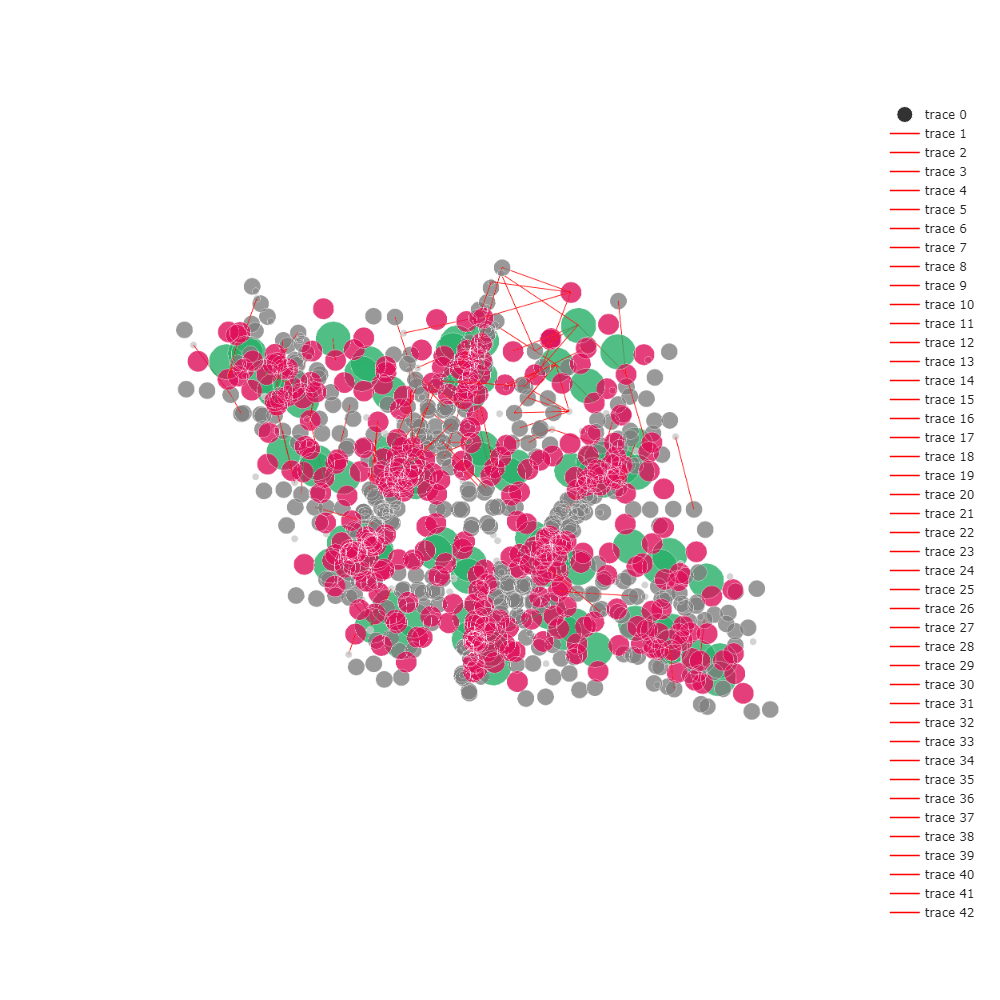 trace 0
trace 1
trace 2
trace 3
trace 4
trace 5
trace 6
trace 7
trace 8
trace 9
trace 10
trace 11
trace 12
trace 13
trace 14
trace 15
trace 16
trace 17
trace 18
trace 19
trace 20
trace 21
trace 22
trace 23
trace 24
trace 25
trace 26
trace 27
trace 28
trace 29
trace 30
trace 31
trace 32
trace 33
trace 34
trace 35
trace 36
trace 37
trace 38
trace 39
trace 40
trace 41
trace 42